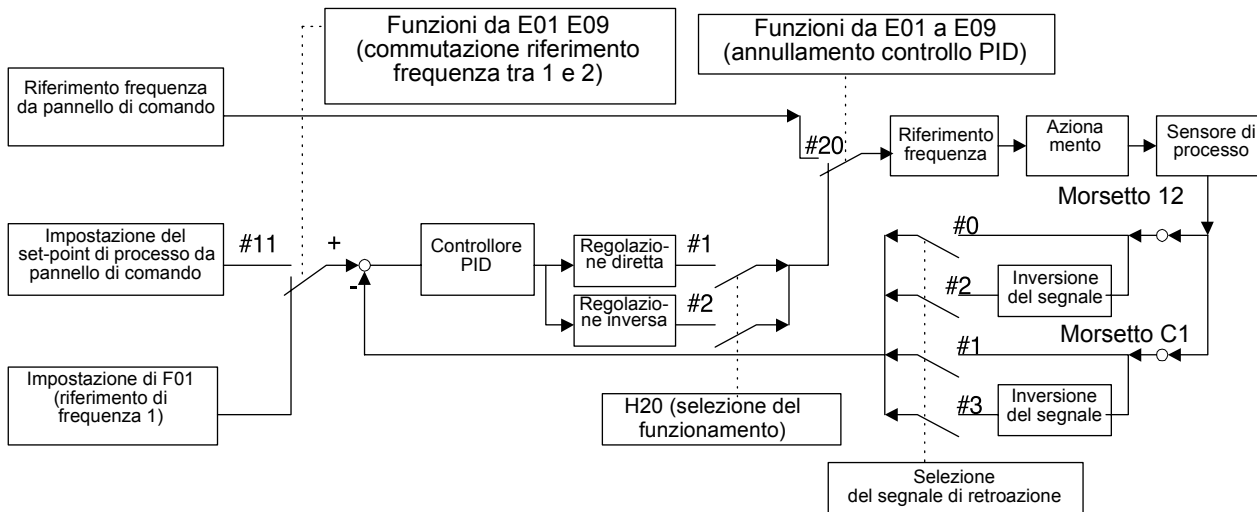 Funzioni da E01 E09
(commutazione riferimento
frequenza tra 1 e 2)
Funzioni da E01 a E09
(annullamento controllo PID)
Riferimento frequenza
da pannello di comando
#20
Riferimento
frequenza
Aziona
mento
Sensore di
processo
Morsetto 12
Impostazione del
set-point di processo da
pannello di comando
#11
+
-
Controllore
PID
Regolazio-
ne diretta
#1
Regolazio-
ne inversa
#2
#0
#2
Inversione
del segnale
Morsetto C1
#1
#3
Inversione
del segnale
Impostazione di F01
(riferimento di
frequenza 1)
H20 (selezione del
funzionamento)
Selezione
del segnale di retroazione